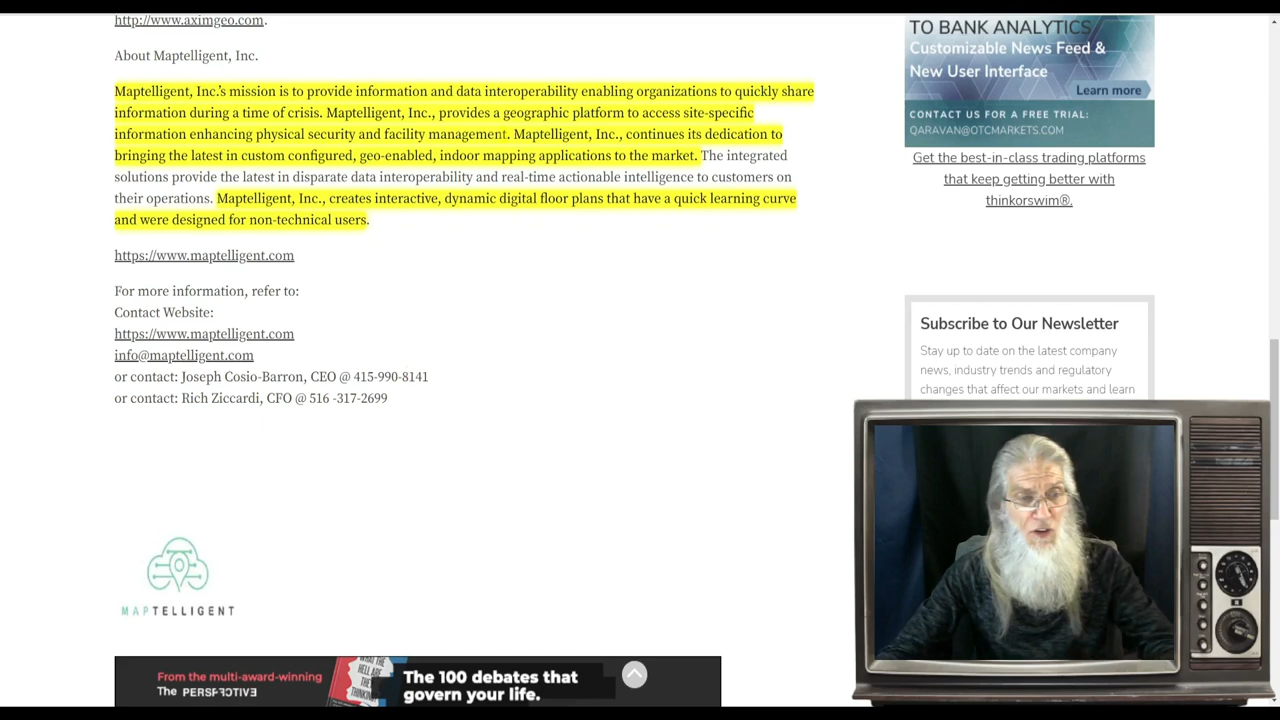 http://www.aximgeo.com.
About Maptelligent, Inc.
Maptelligent, Inc.'s mission is to provide information and data interoperability enabling organizations to quickly share
information during a time of crisis. Maptelligent, Inc., provides a geographic platform to access site-specific
information enhancing physical security and facility management. Maptelligent, Inc., continues its dedication to
bringing the latest in custom configured, geo-enabled, indoor mapping applications to the market. The integrated
solutions provide the latest in disparate data interoperability and real-time actionable intelligence to customers on
their operations. Maptelligent, Inc., creates interactive, dynamic digital floor plans that have a quick learning curve
and were designed for non-technical users.
https://www.maptelligent.com
For more information, refer to:
Contact Website:
https://www.maptelligent.com
info@maptelligent.com
or contact: Joseph Cosio-Barron, CEO @ 415-990-8141
or contact: Rich Ziccardi, CFO @ 516 -317-2699
MAPTELLIGENT
From the multi-award-winning
The PERSPECTIVE
WHAT THE
HELL ARE
THE
THINKING
The 100 debates that
govern your life.
TO BANK ANALYTICS
Customizable News Feed &
New User Interface
Learn more
CONTACT US FOR A FREE TRIAL:
QARAVAN@OTCMARKETS.COM
Get the best-in-class trading platforms
that keep getting better with
thinkorswim®.
Subscribe to Our Newsletter
Stay up to date on the latest company
news, industry trends and regulatory
changes that affect our markets and learn